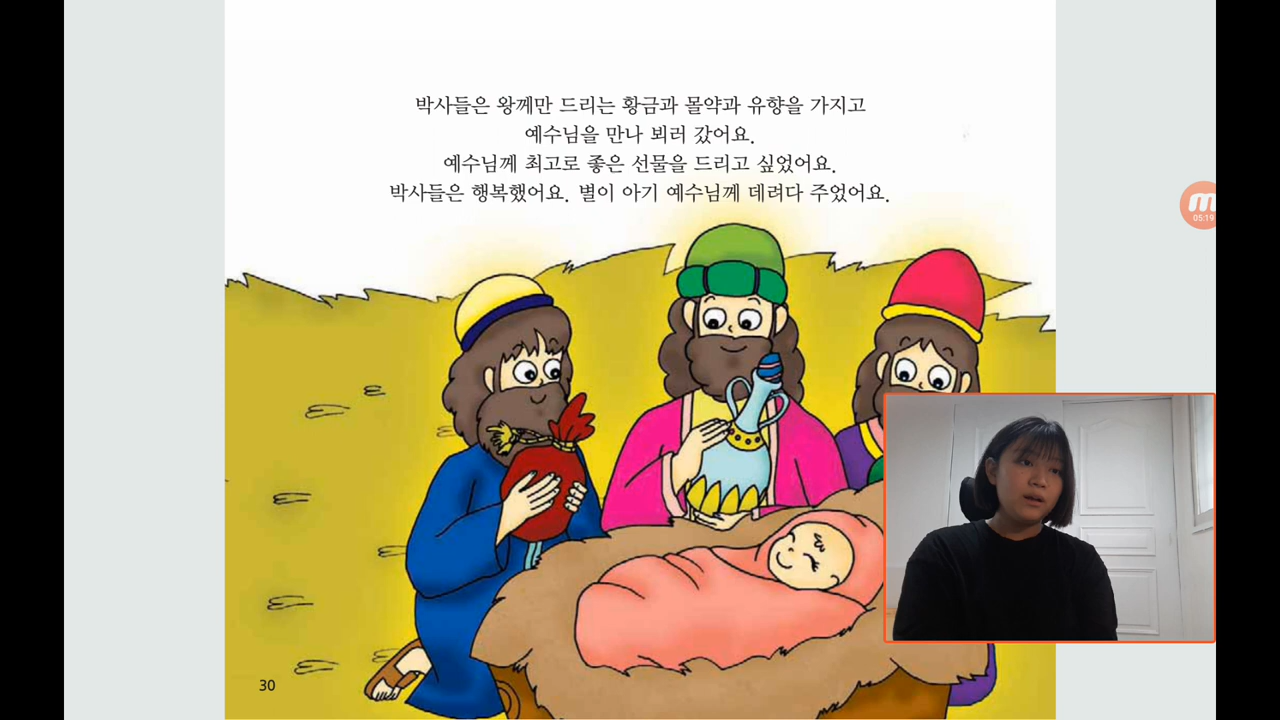 박사들은 왕께만 드리는 황금과 몰약과 유향을 가지고
예수님을 만나 뵈러 갔어요.
예수님께 최고로 좋은 선물을 드리고 싶었어요.
박사들은 행복했어요. 별이 아기 예수님께 데려다 주었어요.
05:19
30